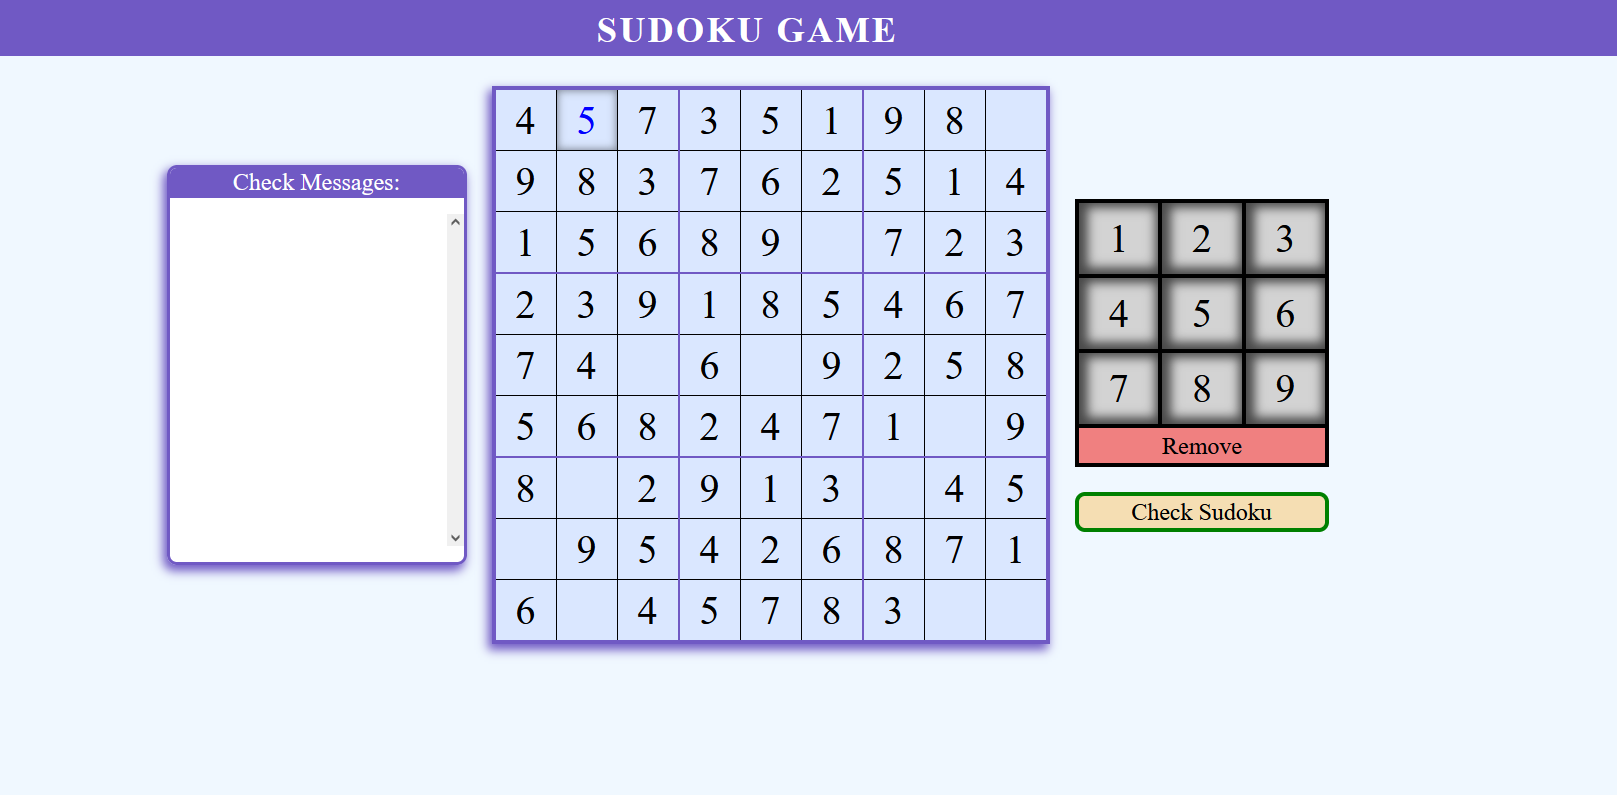 SUDOKU GAME
Check Messages:
4 5 7 3 5 1 9 8
9 8 3 7 6 2 5 1 4
1 5 6 8 9 7 2 3
2 3 9 1 8 5 4 6 7
7 4 6 9 2 5 8
5 6 8 2 4 7 1 9
8 2 9 1 3 4 5
9 5 4 2 6 8 7 1
6 4 5 7 8 3
1 2 3
4 5 6
7 8 9
Remove
Check Sudoku